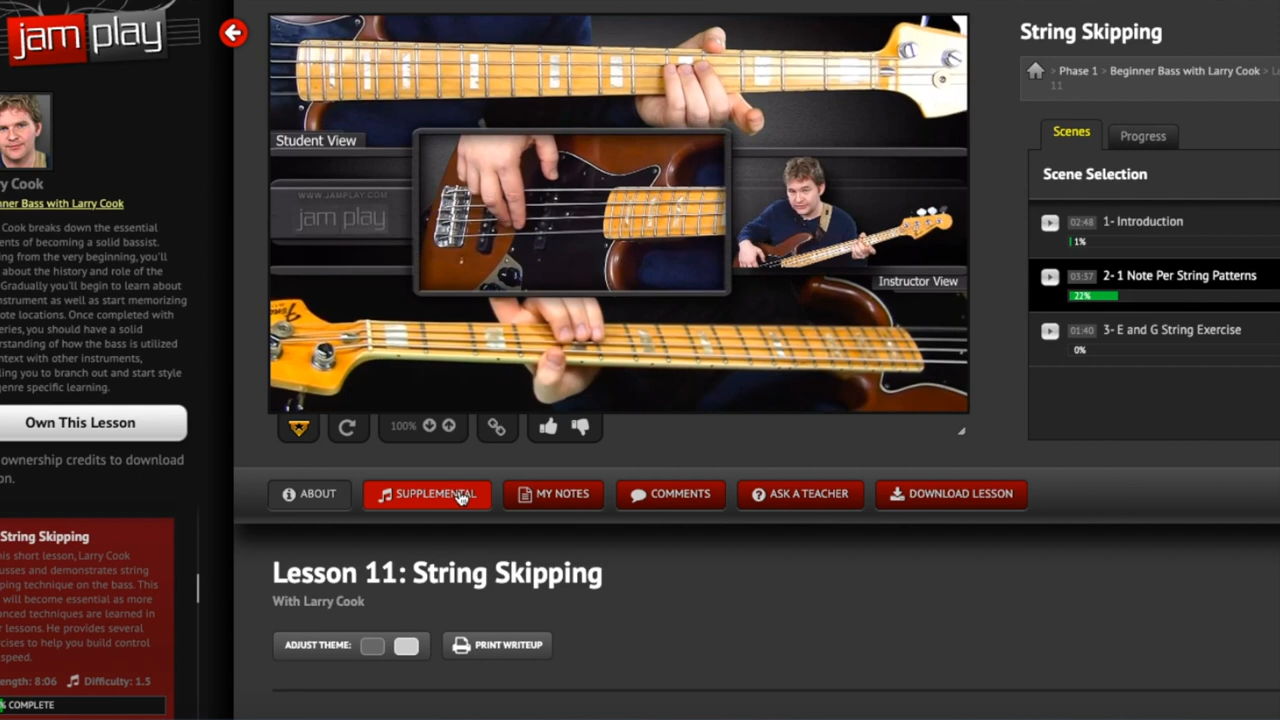 jam play
y Cook
nner Bass with Larry Cook
Cook breaks down the essential
ents of becoming a solid bassist.
ing from the very beginning, you'll
about the history and role of the
Gradually you'll begin to learn about
nstrument as well as start memorizing
ote locations. Once completed with
eries, you should have a solid
rstanding of how the bass is utilized
ntext with other instruments,
ling you to branch out and start style
genre specific learning.
Own This Lesson
ownership credits to download
on.
String Skipping
is short lesson, Larry Cook
usses and demonstrates string
ping technique on the bass. This
will become essential as more
anced techniques are learned in
r lessons. He provides several
cises to help you build control
speed.
ength: 8:06 Difficulty: 1.5
% COMPLETE
Student View
WWW.JAMPLAY.COM
jam play
Instructor View
100%
String Skipping
> Phase 1 > Beginner Bass with Larry Cook > L
11
Scenes
Progress
Scene Selection
02:48 1- Introduction
1%
03:37 2- 1 Note Per String Patterns
22%
01:40 3- E and G String Exercise
0%
ABOUT
SUPPLEMENTAL
MY NOTES
COMMENTS
ASK A TEACHER
DOWNLOAD LESSON
Lesson 11: String Skipping
With Larry Cook
ADJUST THEME:
PRINT WRITEUP